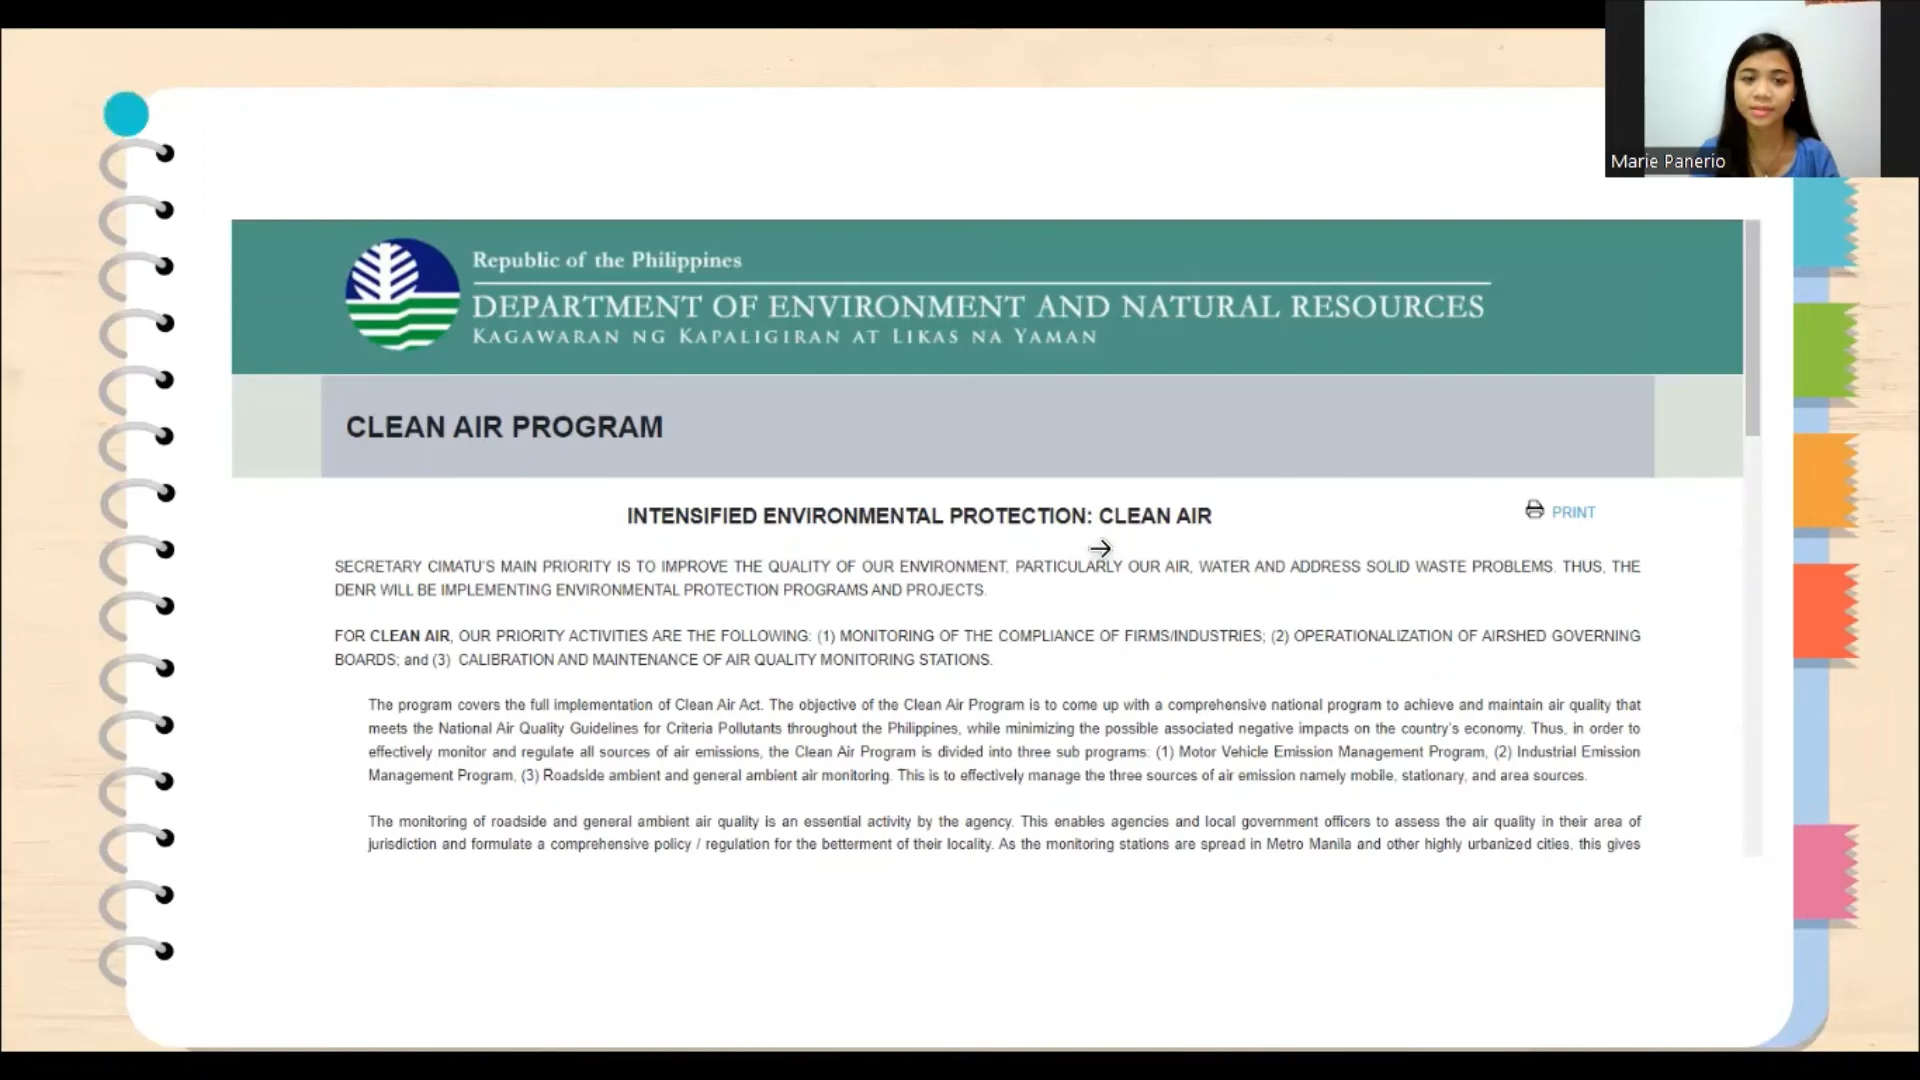 Marie Panerio
Republic of the Philippines
DEPARTMENT OF ENVIRONMENT AND NATURAL RESOURCES
KAGAWARAN NG KAPALIGIRAN AT LIKAS NA YAMAN
CLEAN AIR PROGRAM
INTENSIFIED ENVIRONMENTAL PROTECTION: CLEAN AIR
PRINT
SECRETARY CIMATU'S MAIN PRIORITY IS TO IMPROVE THE QUALITY OF OUR ENVIRONMENT, PARTICULARLY OUR AIR, WATER AND ADDRESS SOLID WASTE PROBLEMS. THUS, THE
DENR WILL BE IMPLEMENTING ENVIRONMENTAL PROTECTION PROGRAMS AND PROJECTS.
FOR CLEAN AIR, OUR PRIORITY ACTIVITIES ARE THE FOLLOWING: (1) MONITORING OF THE COMPLIANCE OF FIRMS/INDUSTRIES; (2) OPERATIONALIZATION OF AIRSHED GOVERNING
BOARDS; and (3) CALIBRATION AND MAINTENANCE OF AIR QUALITY MONITORING STATIONS.
The program covers the full implementation of Clean Air Act. The objective of the Clean Air Program is to come up with a comprehensive national program to achieve and maintain air quality that
meets the National Air Quality Guidelines for Criteria Pollutants throughout the Philippines, while minimizing the possible associated negative impacts on the country's economy. Thus, in order to
effectively monitor and regulate all sources of air emissions, the Clean Air Program is divided into three sub programs: (1) Motor Vehicle Emission Management Program, (2) Industrial Emission
Management Program, (3) Roadside ambient and general ambient air monitoring. This is to effectively manage the three sources of air emission namely mobile, stationary, and area sources.
The monitoring of roadside and general ambient air quality is an essential activity by the agency. This enables agencies and local government officers to assess the air quality in their area of
jurisdiction and formulate a comprehensive policy / regulation for the betterment of their locality. As the monitoring stations are spread in Metro Manila and other highly urbanized cities, this gives